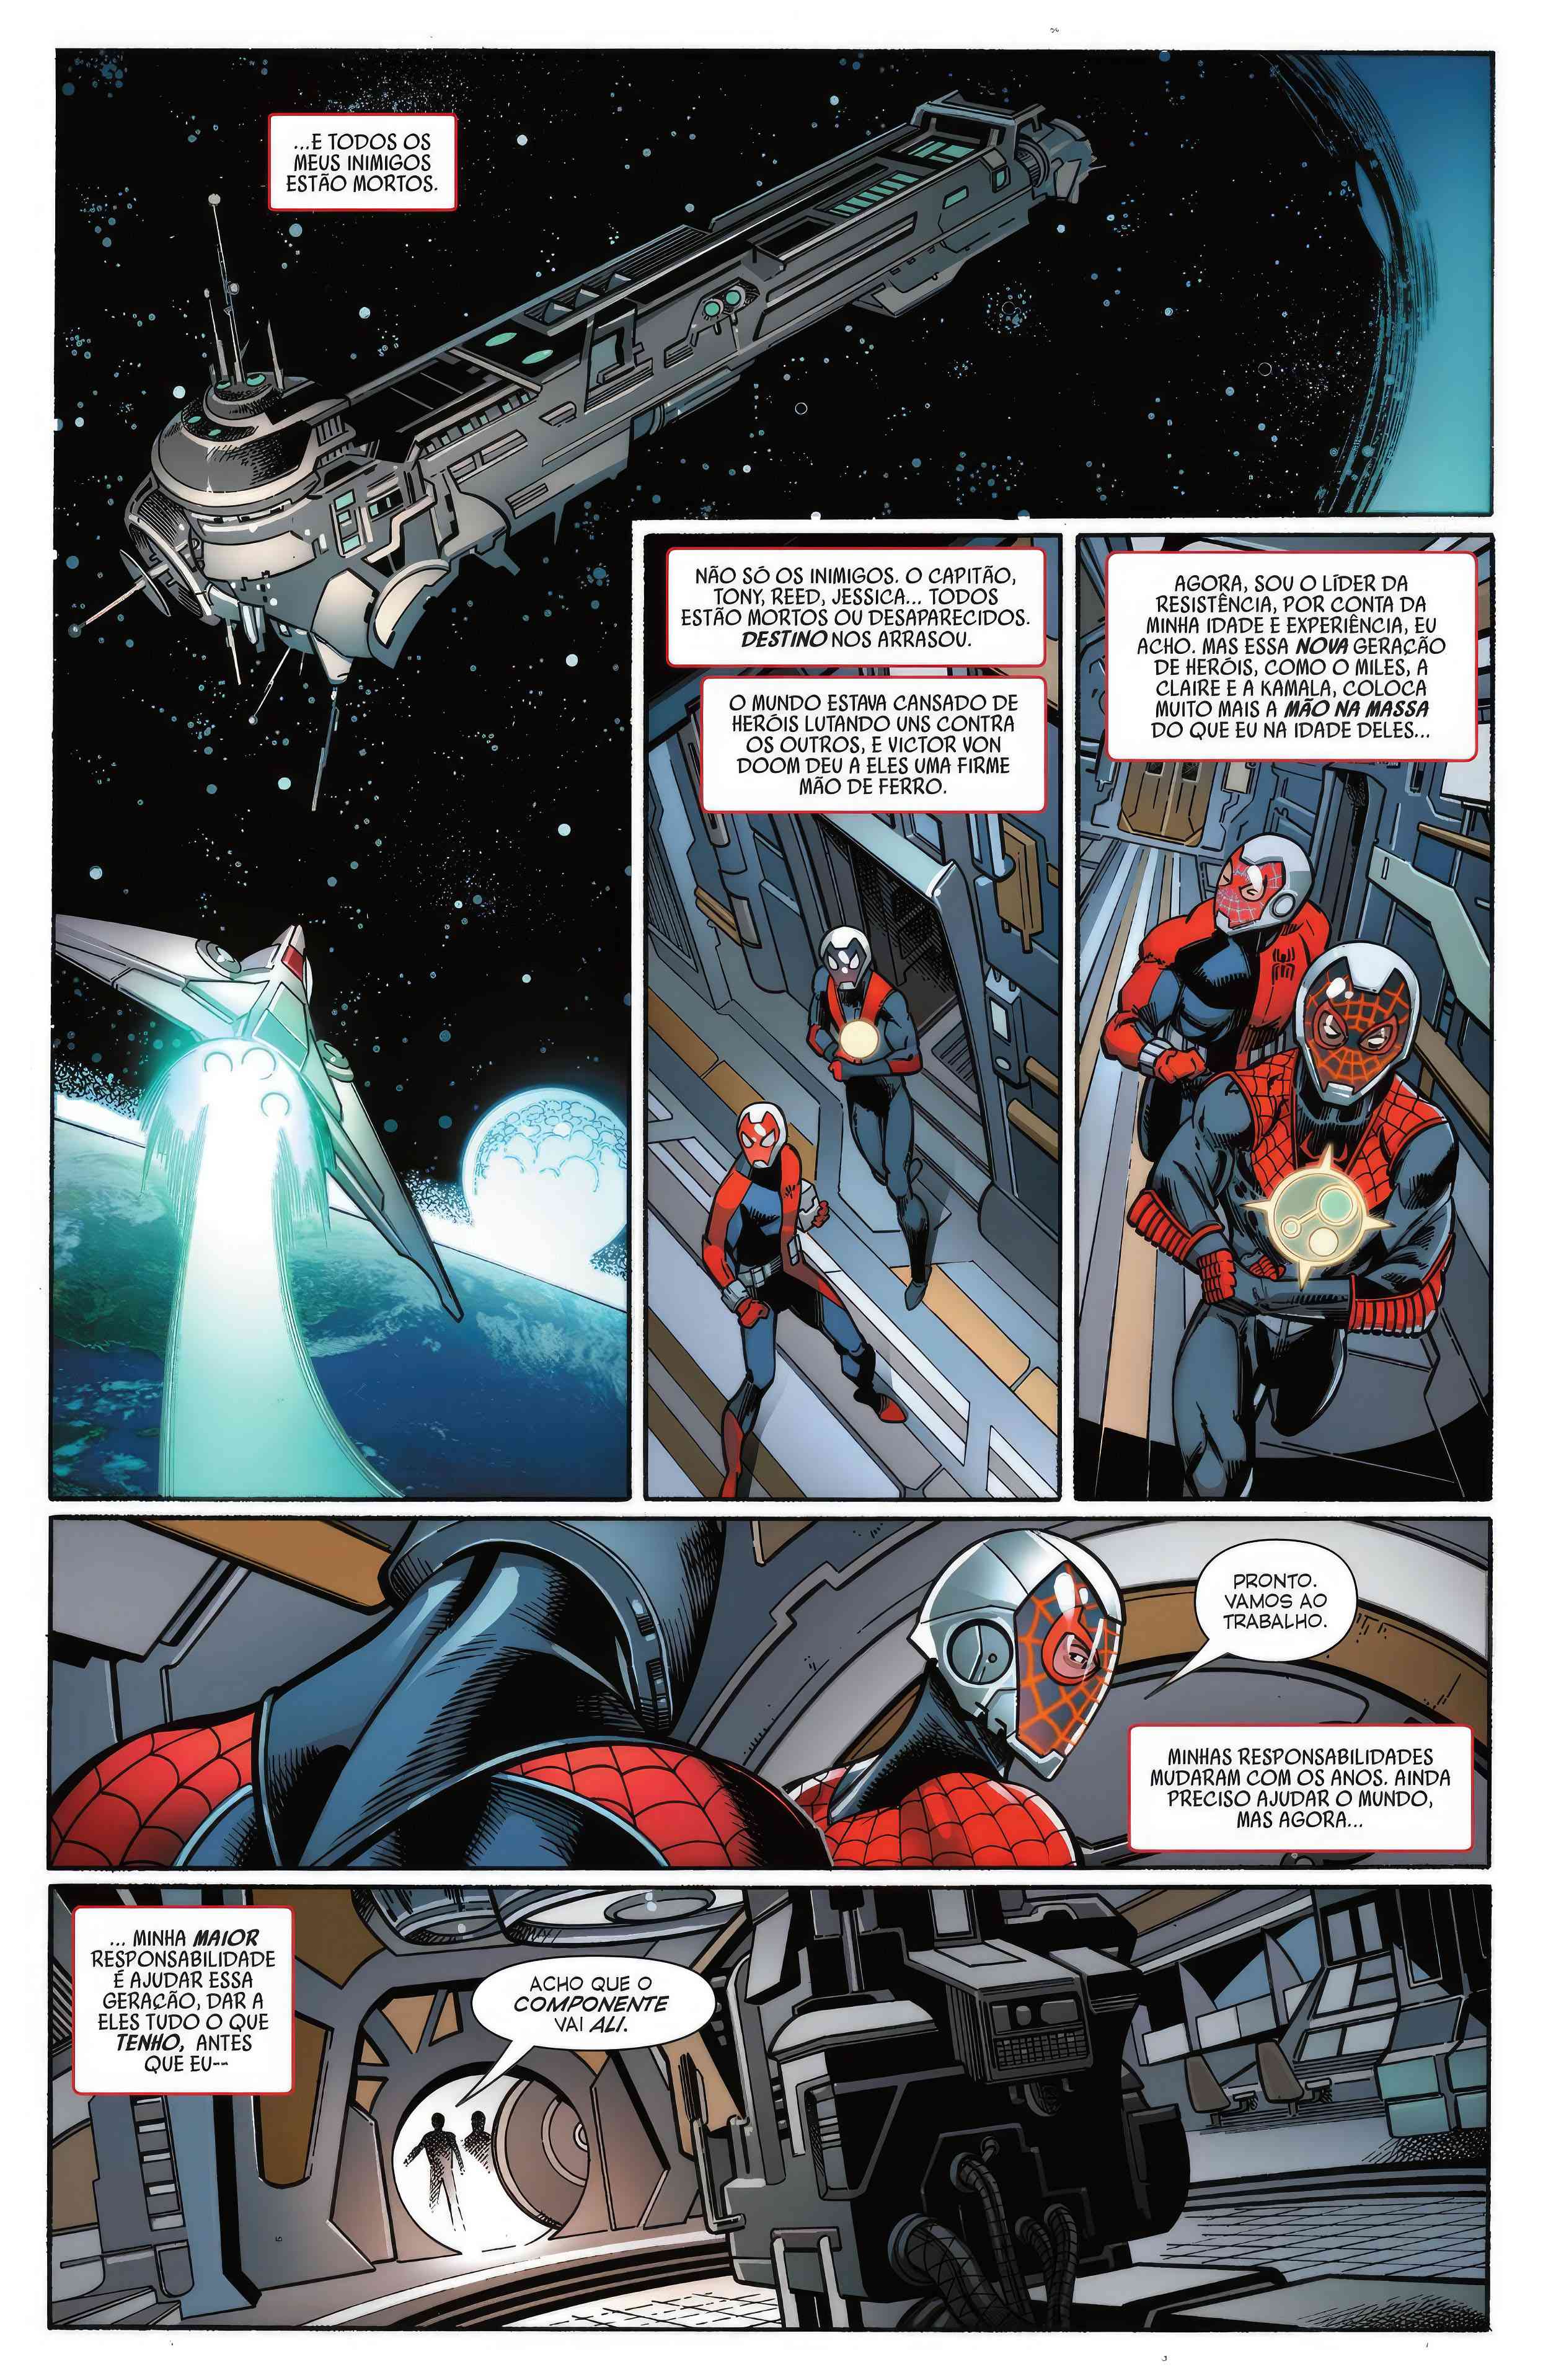 ...E TODOS OS
MEUS INIMIGOS
ESTÃO MORTOS.
NÃO SÓ OS INIMIGOS. O CAPITÃO,
TONY, REED, JESSICA... TODOS
ESTÃO MORTOS OU DESAPARECIDOS.
DESTINO NOS ARRASOU.
O MUNDO ESTAVA CANSADO DE
HERÓIS LUTANDO UNS CONTRA
OS OUTROS, E VICTOR VON
DOOM DEU A ELES UMA FIRME
MÃO DE FERRO.
AGORA, SOU O LÍDER DA
RESISTÊNCIA, POR CONTA DA
MINHA IDADE E EXPERIÊNCIA, EU
ACHO. MAS ESSA NOVA GERAÇÃO
DE HERÓIS, COMO O MILES, A
CLAIRE E A KAMALA, COLOCA
MUITO MAIS A MÃO NA MASSA
DO QUE EU NA IDADE DELES...
PRONTO.
VAMOS AO
TRABALHO.
MINHAS RESPONSABILIDADES
MUDARAM COM OS ANOS. AINDA
PRECISO AJUDAR O MUNDO,
MAS AGORA...
... MINHA MAIOR
RESPONSABILIDADE
É AJUDAR ESSA
GERAÇÃO, DAR A
ELES TUDO O QUE
TENHO, ANTES
QUE EU--
ACHO QUE O
COMPONENTE
VAI ALI.